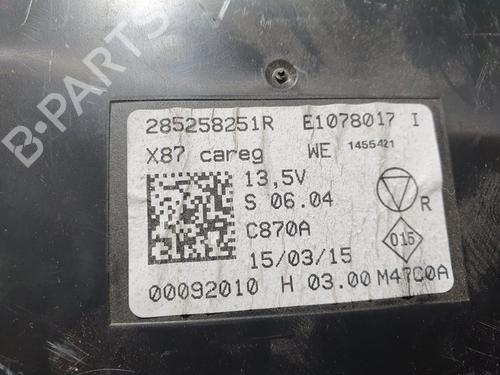 285258251R E1078017 I
X87 careg WE 1455421
13,5V
S 06.04
R
C870A
015
15/03/15
00092010 H 03.00 M47C0A
B-PARTS